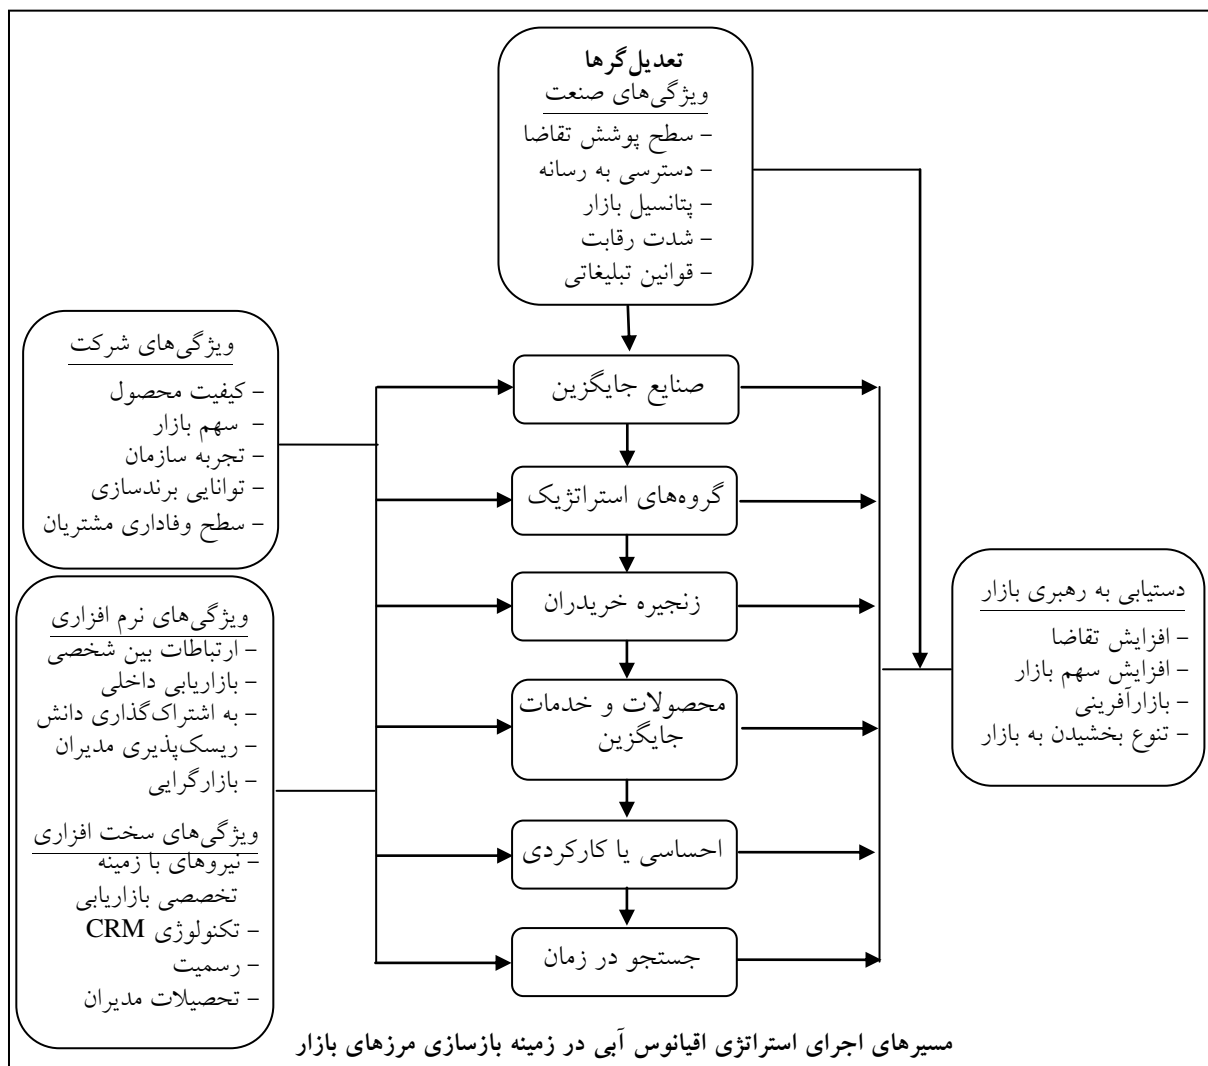 تعدیل‌گرها
ویژگی‌های صنعت
- سطح پوشش تقاضا
- دسترسی به رسانه
- پتانسیل بازار
- شدت رقابت
- قوانین تبلیغاتی
ویژگی‌های شرکت
- کیفیت محصول
- سهم بازار
- تجربه سازمان
- توانایی برندسازی
- سطح وفاداری مشتریان
ویژگی‌های نرم افزاری
- ارتباطات بین شخصی
- بازاریابی داخلی
- به اشتراک‌گذاری دانش
- ریسک‌پذیری مدیران
- بازارگرایی
ویژگی‌های سخت افزاری
- نیروهای با زمینه
تخصصی بازاریابی
- تکنولوژی CRM
- رسمیت
- تحصیلات مدیران
صنایع جایگزین
گروه‌های استراتژیک
زنجیره خریدران
محصولات و خدمات
جایگزین
احساسی یا کارکردی
جستجو در زمان
دستیابی به رهبری بازار
- افزایش تقاضا
- افزایش سهم بازار
- بازارآفرینی
- تنوع بخشیدن به بازار
مسیرهای اجرای استراتژی اقیانوس آبی در زمینه بازسازی مرزهای بازار